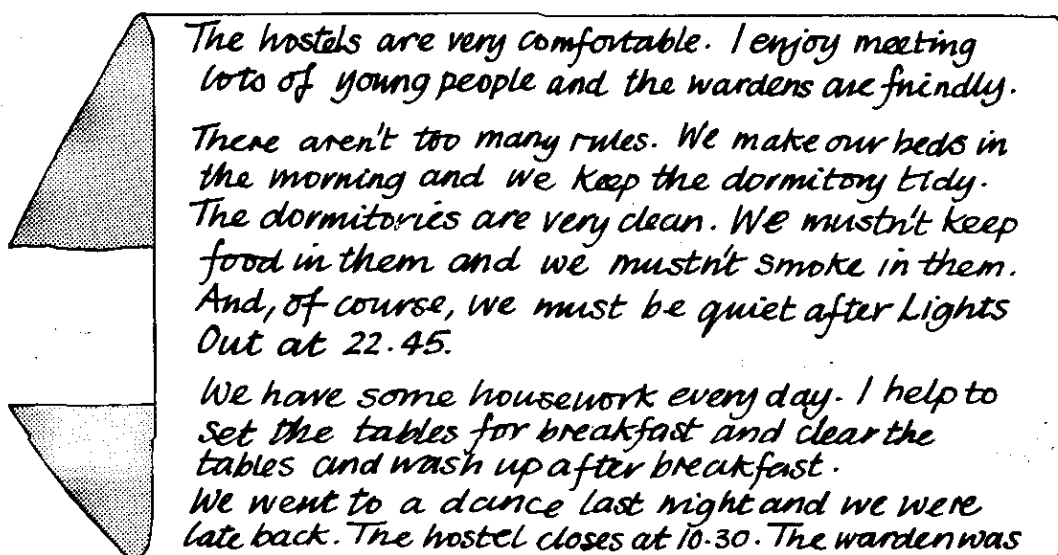 The hostels are very comfortable. I enjoy meeting
lots of young people and the wardens are friendly.
There aren't too many rules. We make our beds in
the morning and we keep the dormitory tidy.
The dormitories are very clean. We mustn't keep
food in them and we mustn't smoke in them.
And, of course, we must be quiet after Lights
Out at 22.45.
We have some housework every day. I help to
set the tables for breakfast and clear the
tables and wash up after breakfast.
We went to a dance last night and we were
late back. The hostel closes at 10.30. The warden was